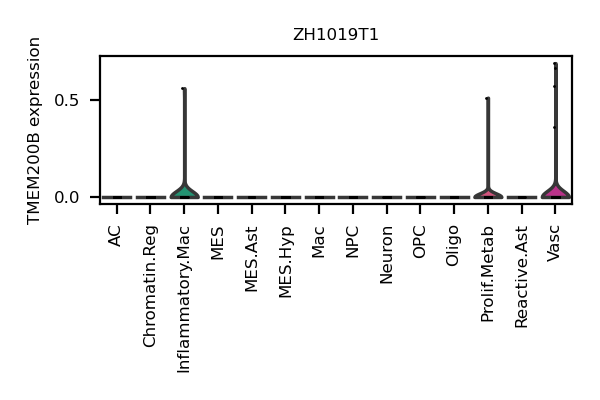 ZH1019T1
TMEM200B expression
0.5
0.0
AC
Chromatin.Reg
Inflammatory.Mac
MES
MES.Ast
MES.Hyp
Mac
NPC
Neuron
OPC
Oligo
Prolif.Metab
Reactive.Ast
Vasc